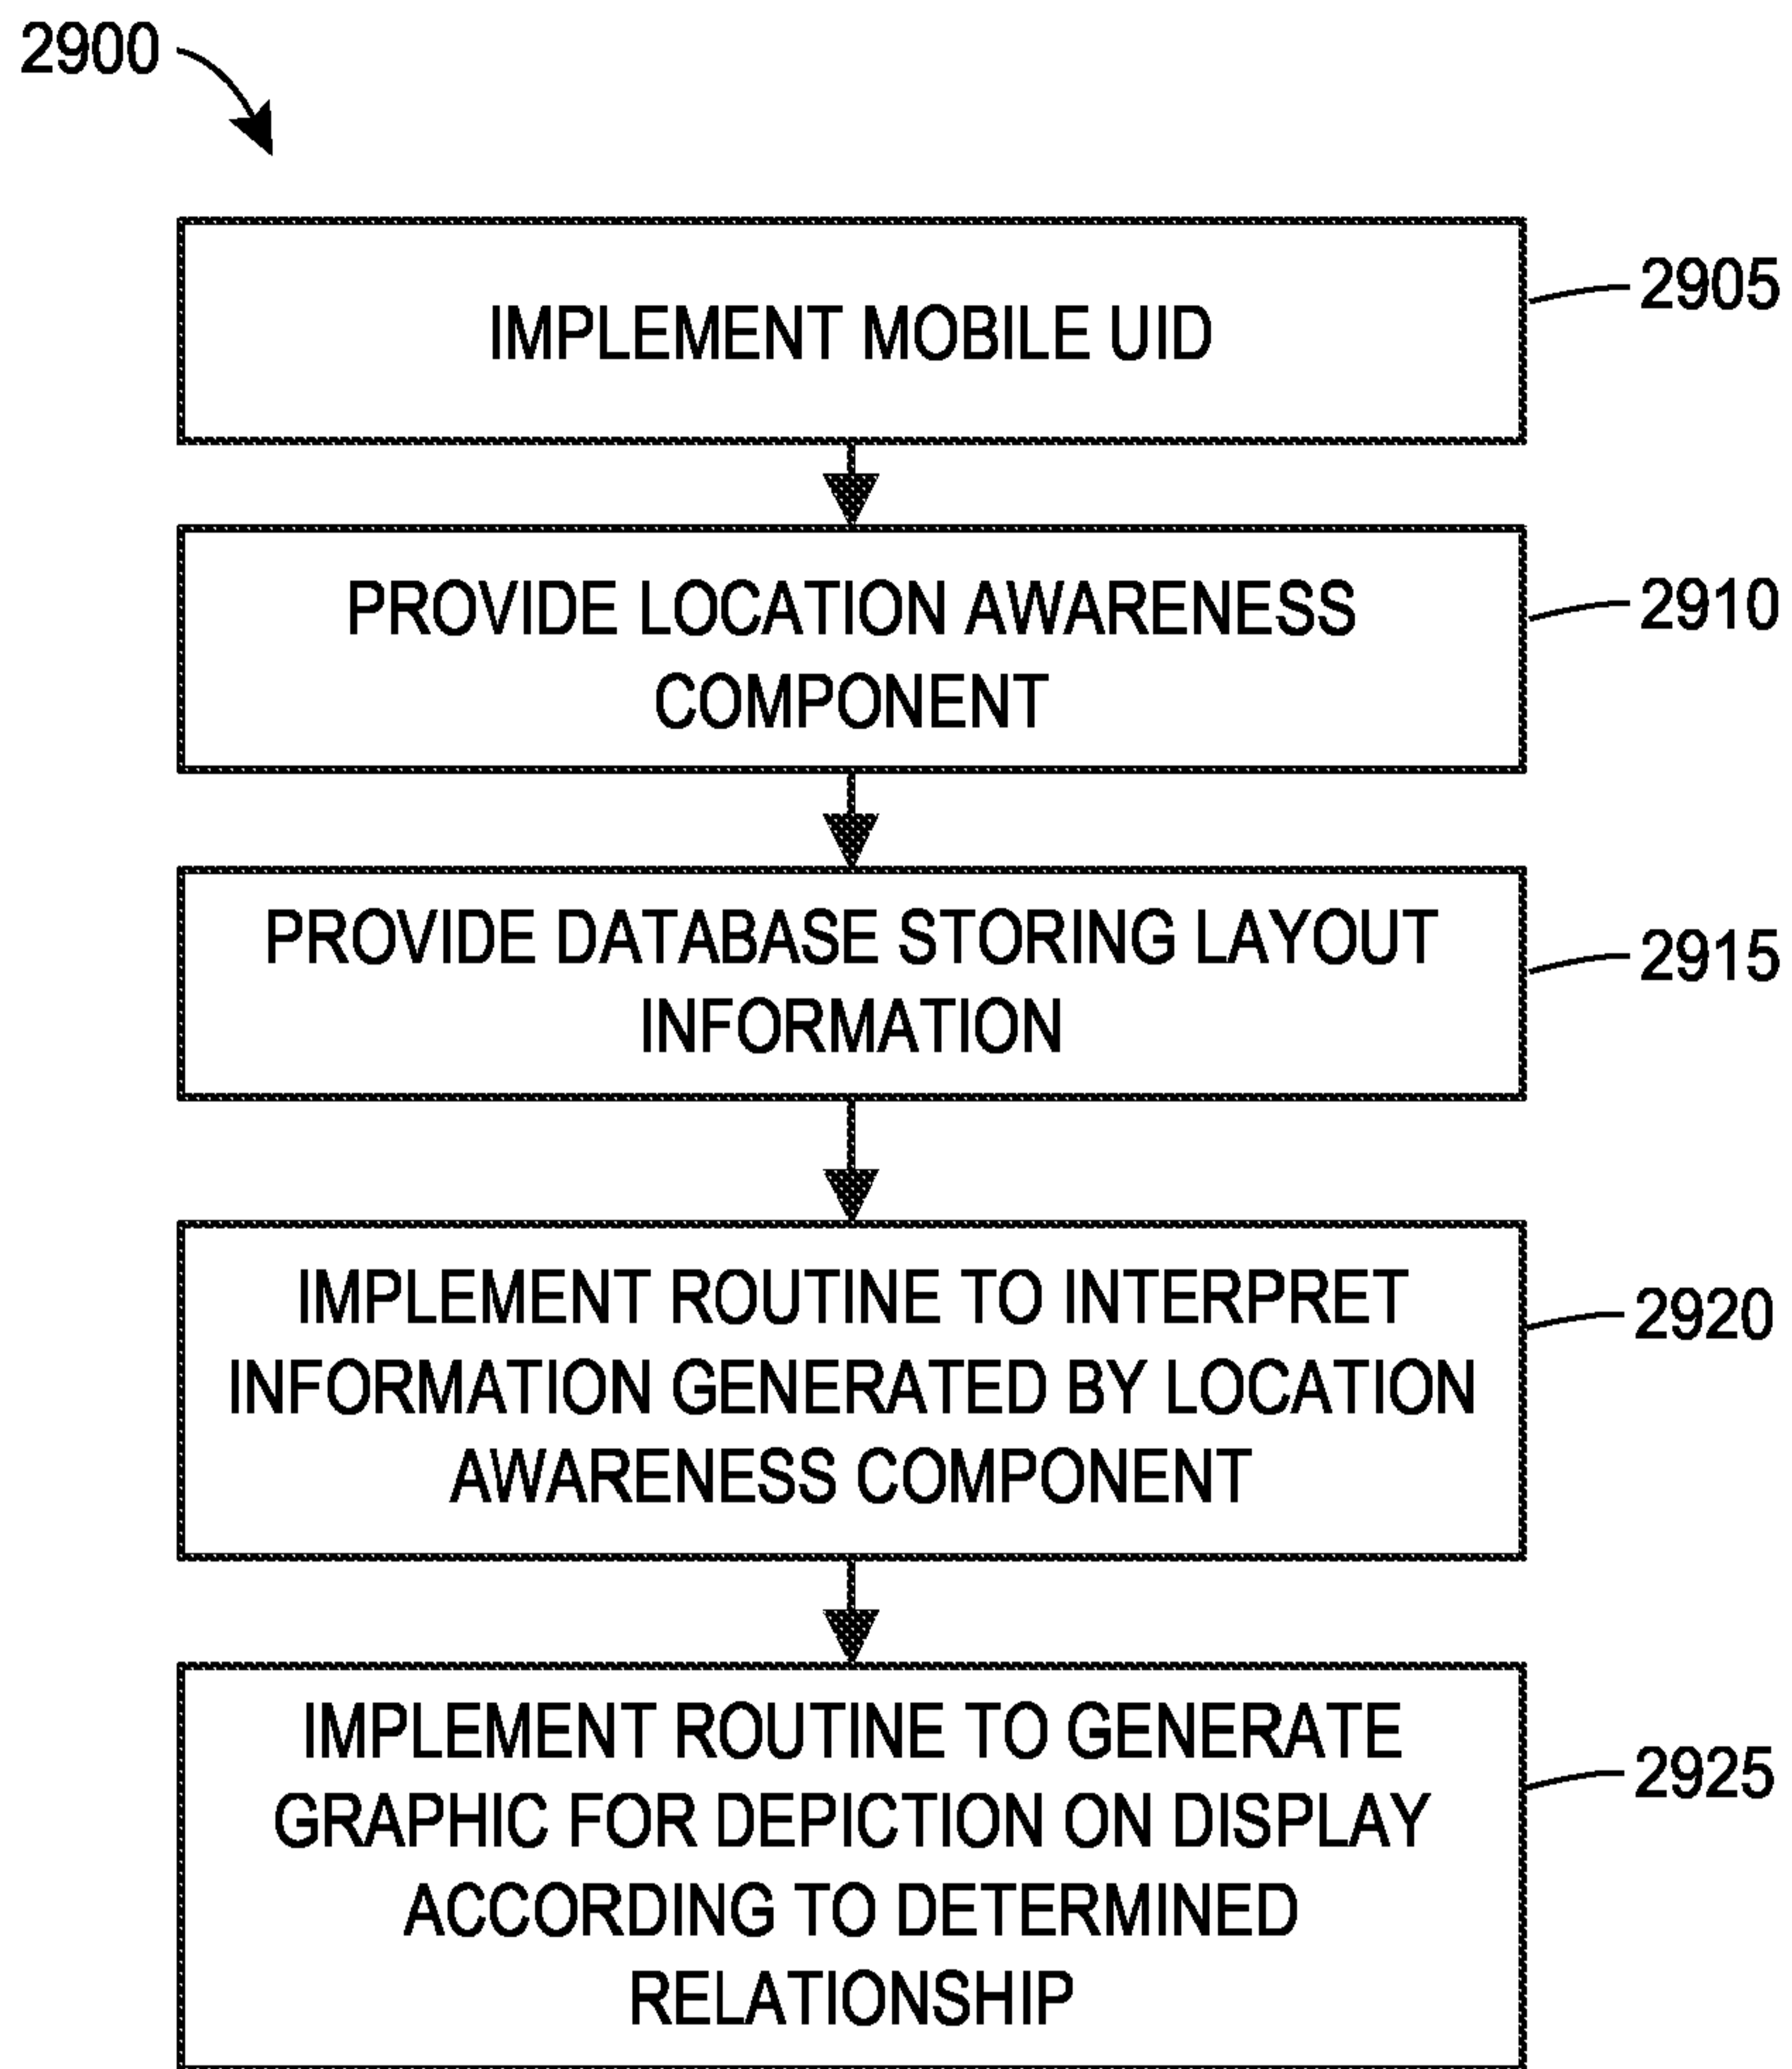 2900
IMPLEMENT MOBILE UID
2905
PROVIDE LOCATION AWARENESS
COMPONENT
2910
PROVIDE DATABASE STORING LAYOUT
INFORMATION
2915
IMPLEMENT ROUTINE TO INTERPRET
INFORMATION GENERATED BY LOCATION
AWARENESS COMPONENT
2920
IMPLEMENT ROUTINE TO GENERATE
GRAPHIC FOR DEPICTION ON DISPLAY
ACCORDING TO DETERMINED
RELATIONSHIP
2925